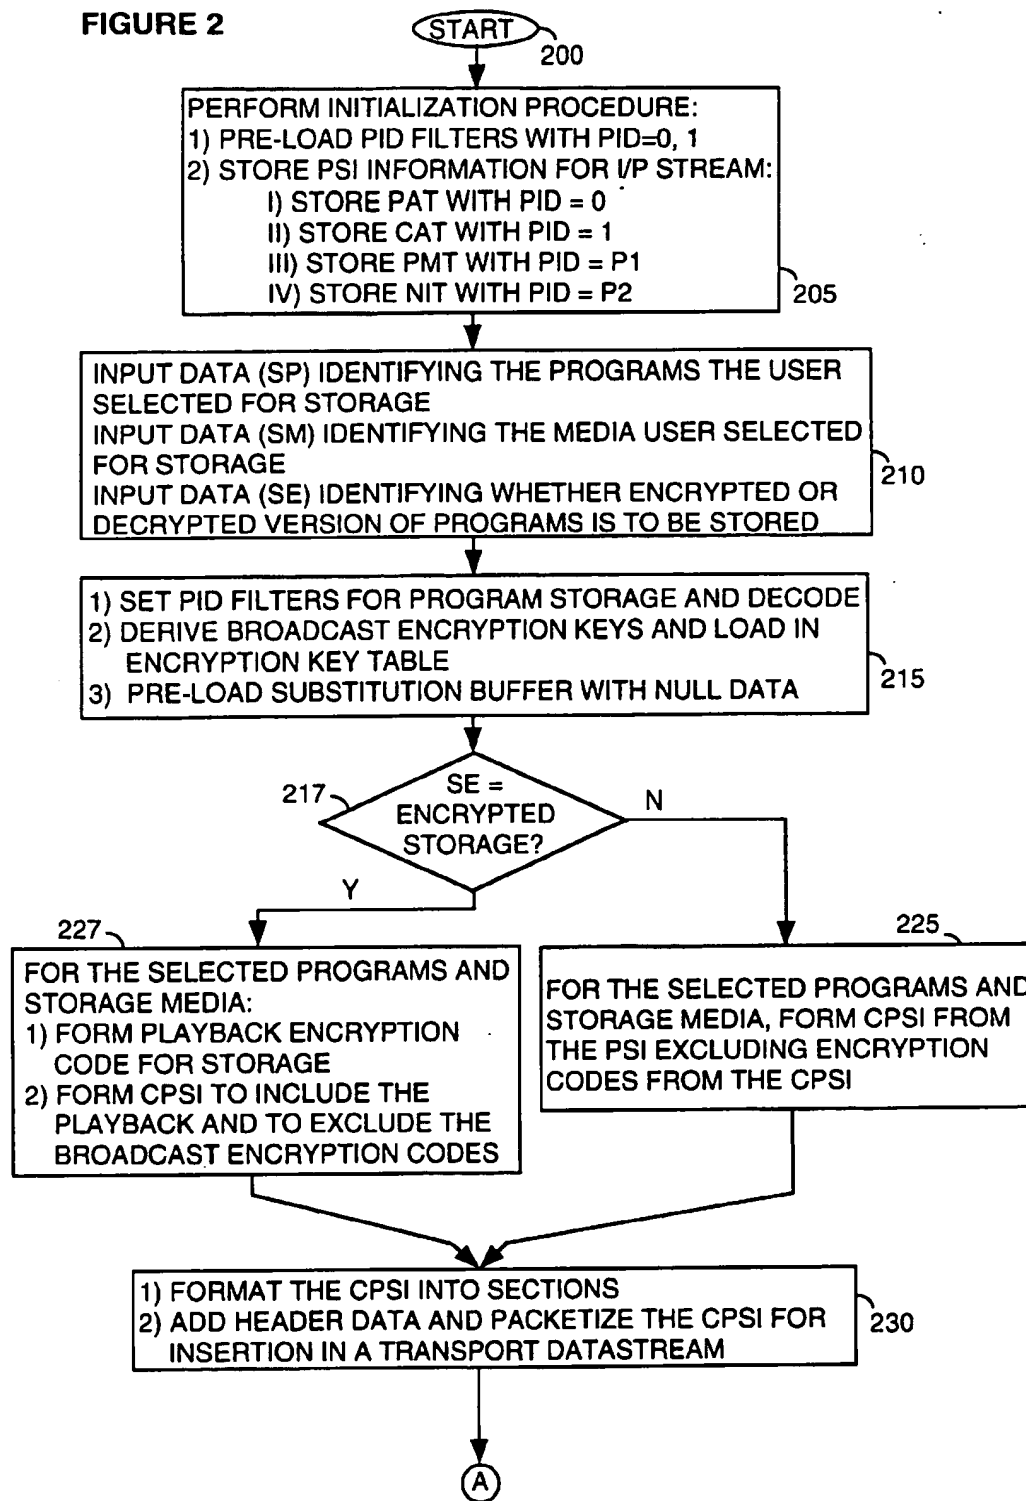 FIGURE 2
START
200
PERFORM INITIALIZATION PROCEDURE:
1) PRE-LOAD PID FILTERS WITH PID=0, 1
2) STORE PSI INFORMATION FOR I/P STREAM:
I) STORE PAT WITH PID = 0
II) STORE CAT WITH PID = 1
III) STORE PMT WITH PID = P1
IV) STORE NIT WITH PID = P2
205
INPUT DATA (SP) IDENTIFYING THE PROGRAMS THE USER
SELECTED FOR STORAGE
INPUT DATA (SM) IDENTIFYING THE MEDIA USER SELECTED
FOR STORAGE
INPUT DATA (SE) IDENTIFYING WHETHER ENCRYPTED OR
DECRYPTED VERSION OF PROGRAMS IS TO BE STORED
210
1) SET PID FILTERS FOR PROGRAM STORAGE AND DECODE
2) DERIVE BROADCAST ENCRYPTION KEYS AND LOAD IN
ENCRYPTION KEY TABLE
3) PRE-LOAD SUBSTITUTION BUFFER WITH NULL DATA
215
217
SE =
ENCRYPTED
STORAGE?
N
Y
227
FOR THE SELECTED PROGRAMS AND
STORAGE MEDIA:
1) FORM PLAYBACK ENCRYPTION
CODE FOR STORAGE
2) FORM CPSI TO INCLUDE THE
PLAYBACK AND TO EXCLUDE THE
BROADCAST ENCRYPTION CODES
225
FOR THE SELECTED PROGRAMS AND
STORAGE MEDIA, FORM CPSI FROM
THE PSI EXCLUDING ENCRYPTION
CODES FROM THE CPSI
1) FORMAT THE CPSI INTO SECTIONS
2) ADD HEADER DATA AND PACKETIZE THE CPSI FOR
INSERTION IN A TRANSPORT DATASTREAM
230
A